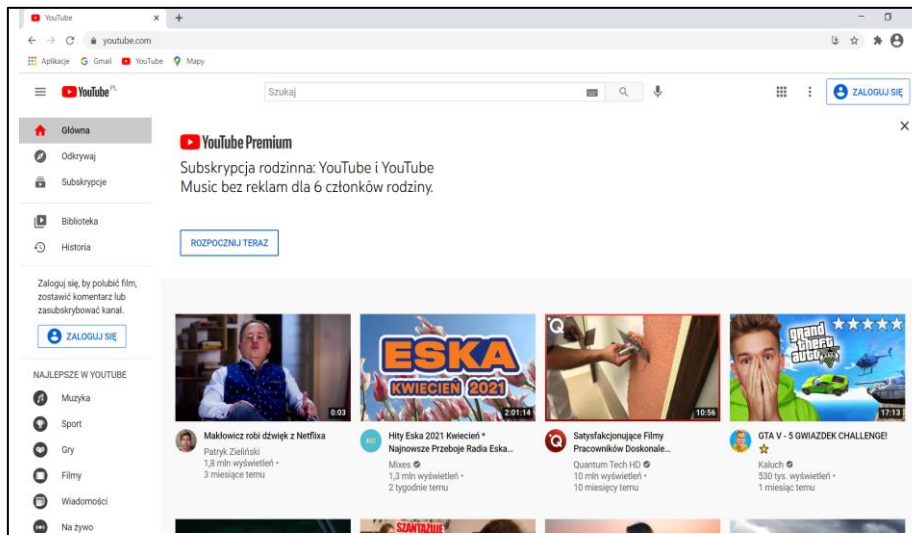 YouTube
youtube.com
Aplikacje Gmail YouTube Mapy
YouTube PL
Szukaj
ZALOGUJ SIĘ
Główna
Odkrywaj
Subskrypcje
Biblioteka
Historia
Zaloguj się, by polubić film,
zostawić komentarz lub
zasubskrybować kanał.
ZALOGUJ SIĘ
NAJLEPSZE W YOUTUBE
Muzyka
Sport
Gry
Filmy
Wiadomości
Na żywo
YouTube Premium
Subskrypcja rodzinna: YouTube i YouTube
Music bez reklam dla 6 członków rodziny.
ROZPOCZNIJ TERAZ
0:03
Makłowicz robi dźwięk z Netflixa
Patryk Zieliński
1,8 mln wyświetleń •
3 miesiące temu
ESKA
KWIECIEŃ 2021
2:01:14
Hity Eska 2021 Kwiecień *
Najnowsze Przeboje Radia Eska...
Mixes
1,3 mln wyświetleń •
2 tygodnie temu
10:56
Satysfakcjonujące Filmy
Pracowników Doskonale...
Quantum Tech HD
10 mln wyświetleń •
10 miesięcy temu
grand
theft
auto
17:13
GTA V - 5 GWIAZDEK CHALLENGE!
Kaluch
530 tys. wyświetleń •
1 miesiąc temu
SZANTAŻUJE